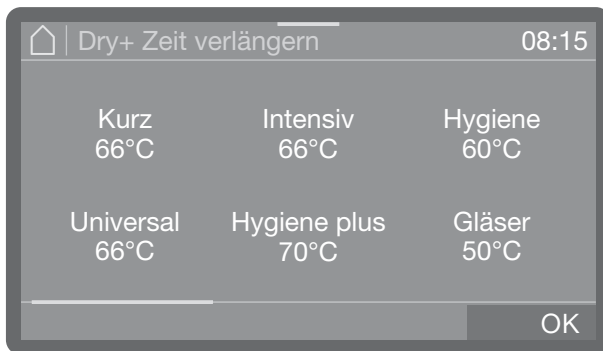 Dry+ Zeit verlängern 08:15
Kurz Intensiv Hygiene
66°C 66°C 60°C
Universal Hygiene plus Gläser
66°C 70°C 50°C
OK